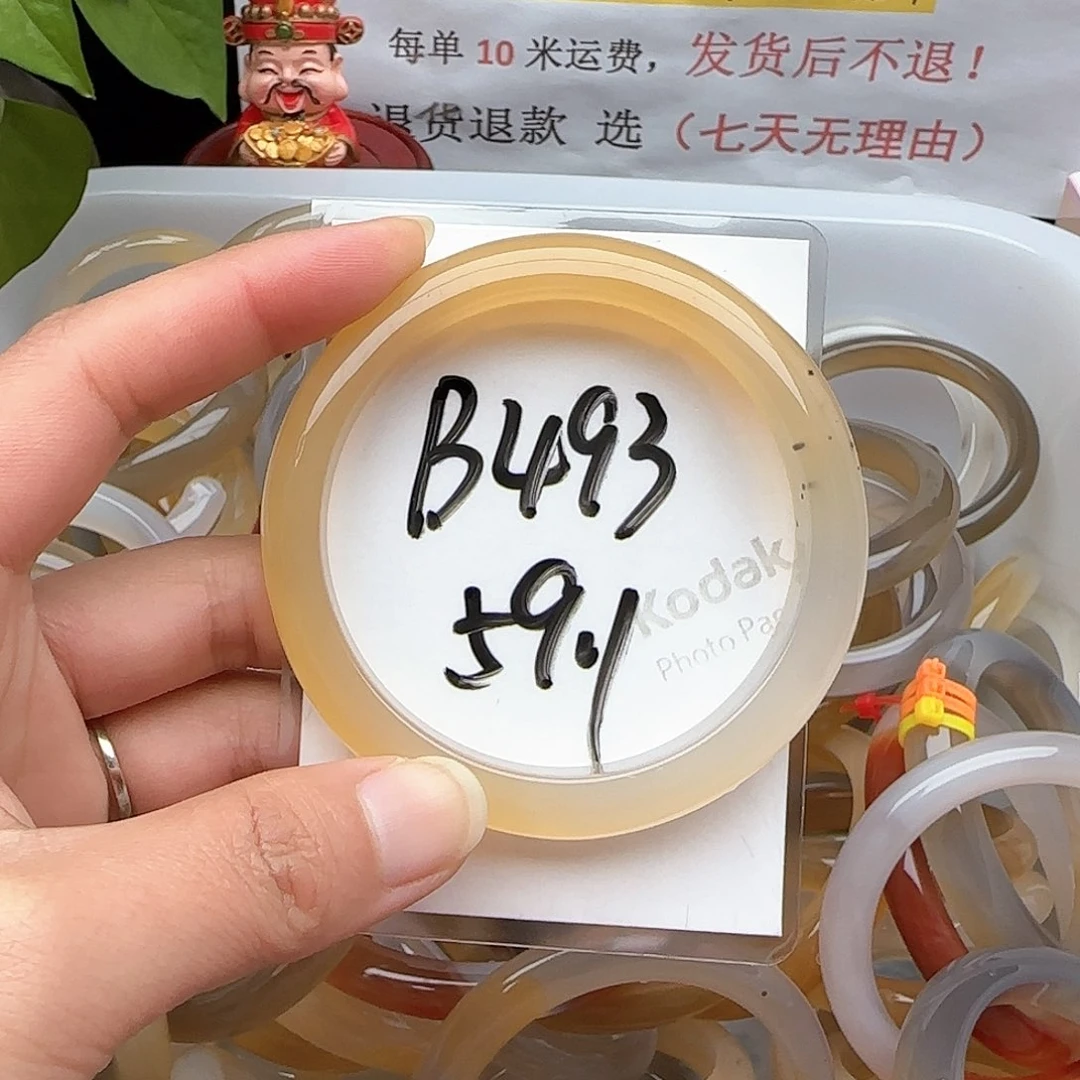 每单 10 米运费，发货后不退！
退货退款 选（七天无理由）
B493
59.1
Kodak
Photo Pap